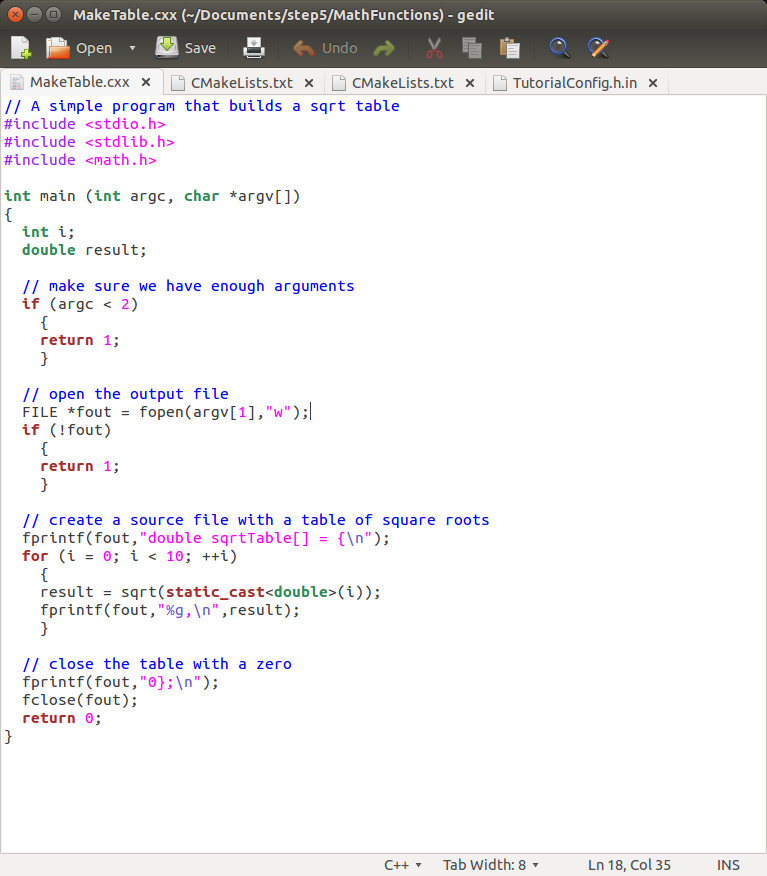 MakeTable.cxx (~/Documents/step5/MathFunctions) - gedit
Open Save Undo
MakeTable.cxx CMakeLists.txt CMakeLists.txt TutorialConfig.h.in
// A simple program that builds a sqrt table
#include <stdio.h>
#include <stdlib.h>
#include <math.h>
int main (int argc, char *argv[])
{
int i;
double result;
// make sure we have enough arguments
if (argc < 2)
{
return 1;
}
// open the output file
FILE *fout = fopen(argv[1],"w");
if (!fout)
{
return 1;
}
// create a source file with a table of square roots
fprintf(fout,"double sqrtTable[] = {\n");
for (i = 0; i < 10; ++i)
{
result = sqrt(static_cast<double>(i));
fprintf(fout,"%g,\n",result);
}
// close the table with a zero
fprintf(fout,"0};\n");
fclose(fout);
return 0;
}
C++ Tab Width: 8 Ln 18, Col 35 INS